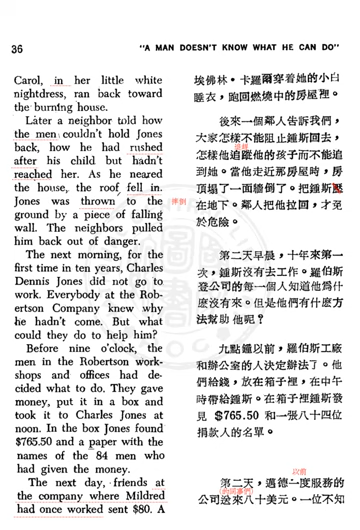 36
"A MAN DOESN'T KNOW WHAT HE CAN DO"
Carol, in her little white
nightdress, ran back toward
the burning house.
Later a neighbor told how
the men couldn't hold Jones
back, how he had rushed
after his child but hadn't
reached her. As he neared
the house, the roof fell in.
Jones was thrown to the
ground by a piece of falling
wall. The neighbors pulled
him back out of danger.
The next morning, for the
first time in ten years, Charles
Dennis Jones did not go to
work. Everybody at the Rob-
ertson Company knew why
he hadn't come. But what
could they do to help him?
Before nine o'clock, the
men in the Robertson work-
shops and offices had de-
cided what to do. They gave
money, put it in a box and
took it to Charles Jones at
noon. In the box Jones found
$765.50 and a paper with the
names of the 84 men who
had given the money.
The next day, friends at
the company where Mildred
had once worked sent $80. A
埃佛林·卡羅爾穿着她的小白
睡衣,跑回燃燒中的房屋裡。
後來一個鄰人告訴我們,
大家怎樣不能阻止鍾斯回去,
怎樣他追蹤他的孩子而不能追
到她。當他走近那房屋時,房
頂塌了一面牆倒了。把鍾斯壓
在地下。鄰人把他拉回,才免
於危險。
第二天早晨,十年來第一
次,鍾斯沒有去工作。羅伯斯
登公司的每一個人知道他爲什
麼沒有來。但是他們有什麼方
法幫助他呢?
九點鐘以前,羅伯斯工廠
和辦公室的人決定辦法了。他
們給錢,放在箱子裡,在中午
時帶給鍾斯。在箱子裡鍾斯發
見 $765.50 和一張八十四位
捐款人的名單。
以前
第二天,邁德一度服務的
公司送來八十美元。一位不知